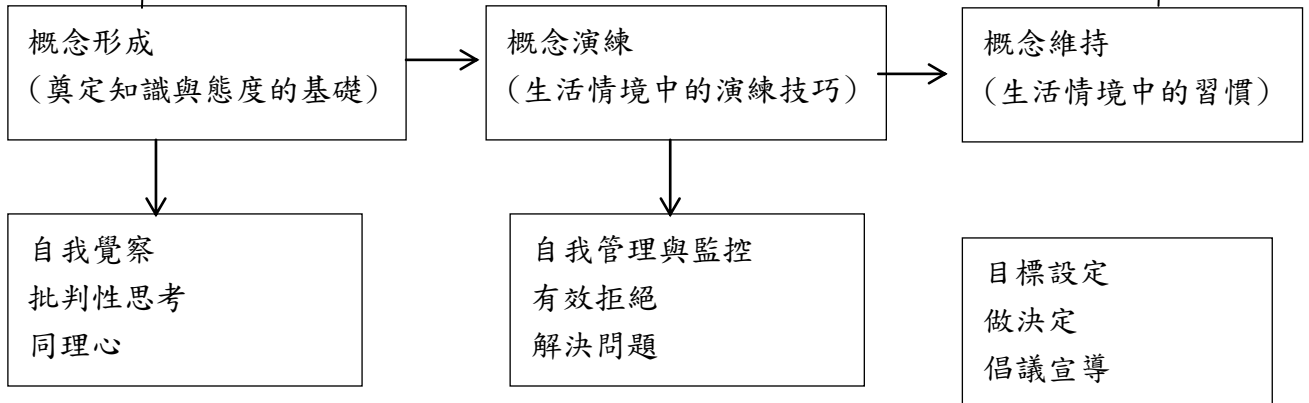 概念形成
（奠定知識與態度的基礎）
概念演練
（生活情境中的演練技巧）
概念維持
（生活情境中的習慣）
自我覺察
批判性思考
同理心
自我管理與監控
有效拒絕
解決問題
目標設定
做決定
倡議宣導